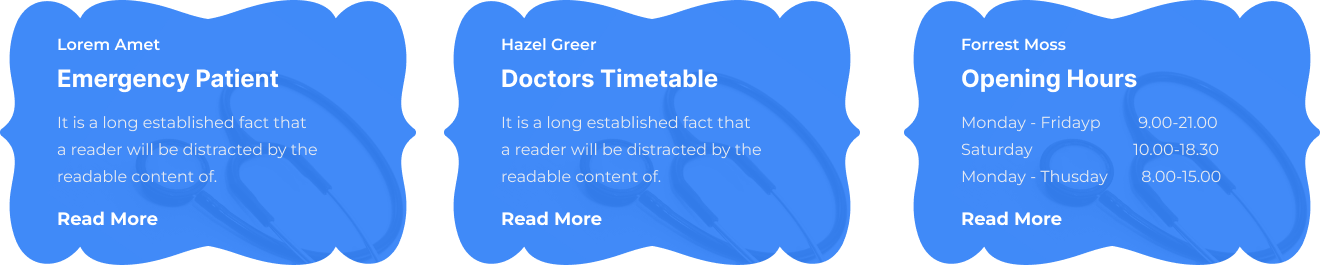 Lorem Amet
Emergency Patient
It is a long established fact that
a reader will be distracted by the
readable content of.
Read More
Hazel Greer
Doctors Timetable
It is a long established fact that
a reader will be distracted by the
readable content of.
Read More
Forrest Moss
Opening Hours
Monday - Fridayp 9.00-21.00
Saturday 10.00-18.30
Monday - Thusday 8.00-15.00
Read More